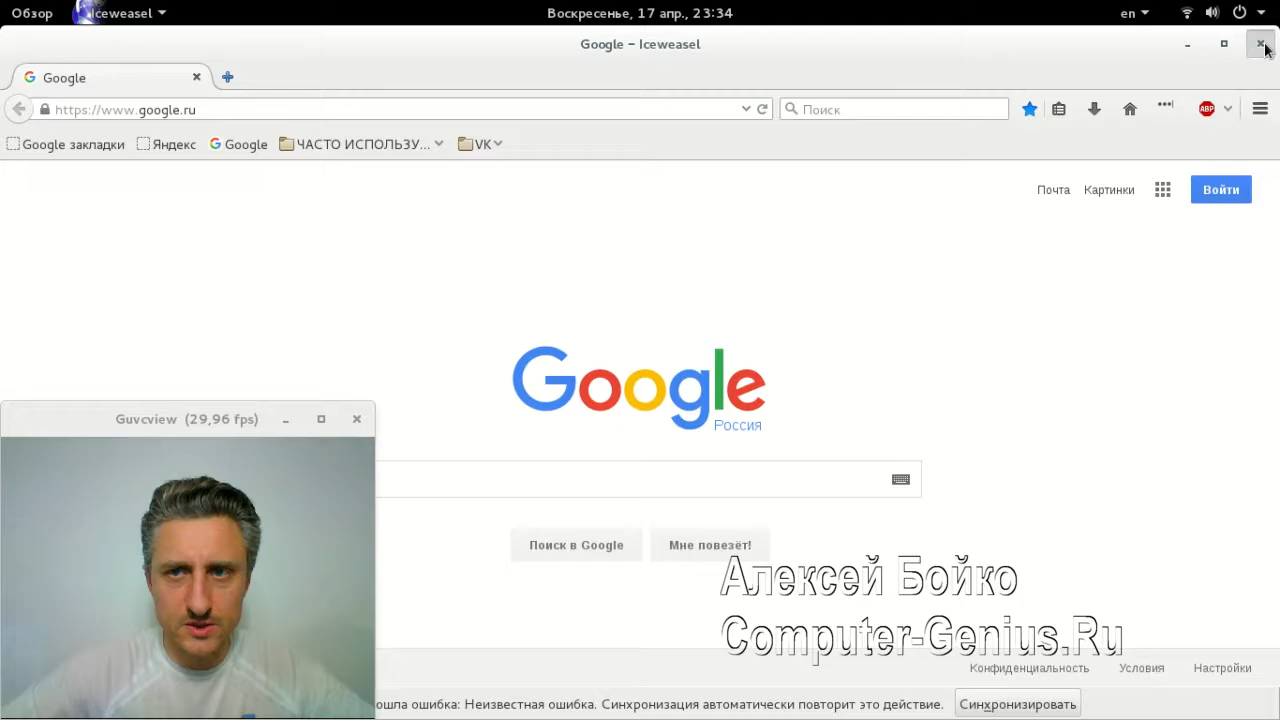 Обзор Iceweasel Воскресенье, 17 апр., 23:34 en
Google – Iceweasel
Google
https://www.google.ru Поиск ABP
Google закладки Яндекс Google ЧАСТО ИСПОЛЬЗУ... VK
Почта Картинки Войти
Google
Россия
Guvcview (29,96 fps)
Поиск в Google Мне повезёт!
Алексей Бойко
Computer-Genius.Ru
Конфиденциальность Условия Настройки
ошла ошибка: Неизвестная ошибка. Синхронизация автоматически повторит это действие. Синхронизировать